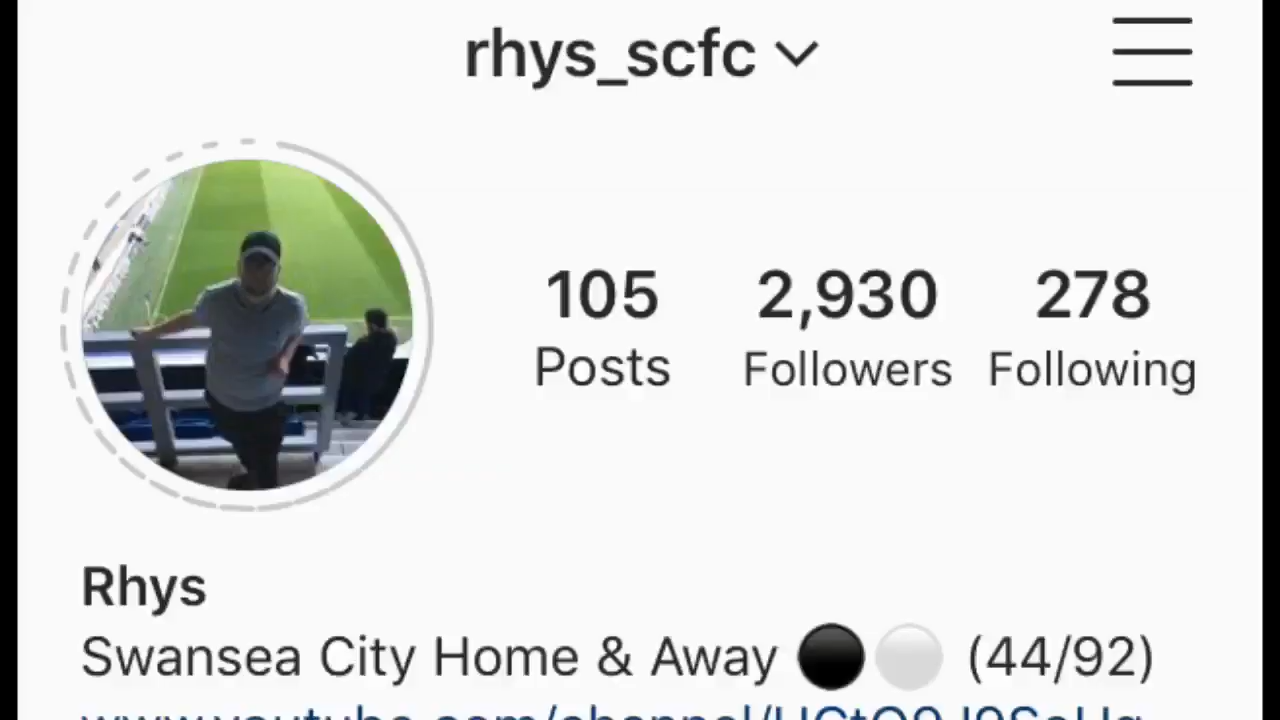 rhys_scfc
105 2,930 278
Posts Followers Following
Rhys
Swansea City Home & Away ⚫⚪ (44/92)